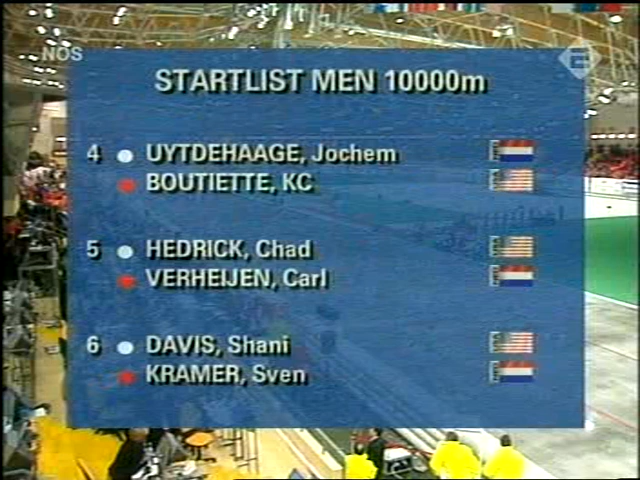 NOS
E
STARTLIST MEN 10000m
4 UYTDEHAAGE, Jochem
BOUTIETTE, KC
5 HEDRICK, Chad
VERHEIJEN, Carl
6 DAVIS, Shani
KRAMER, Sven